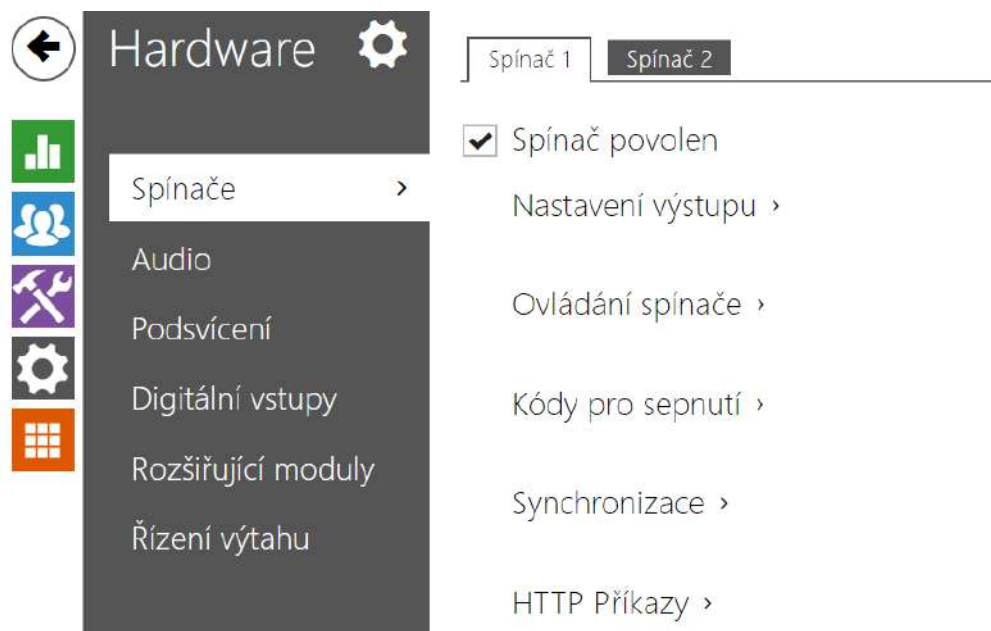 Hardware
Spínače
Audio
Podsvícení
Digitální vstupy
Rozšiřující moduly
Řízení výtahu
Spínač 1
Spínač 2
Spínač povolen
Nastavení výstupu
Ovládání spínače
Kódy pro sepnutí
Synchronizace
HTTP Příkazy